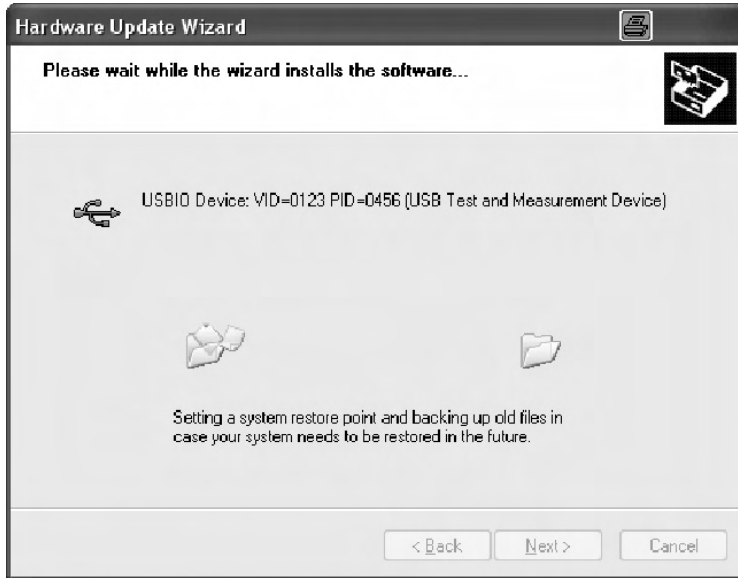 Hardware Update Wizard
Please wait while the wizard installs the software...
USBIO Device: VID=0123 PID=0456 (USB Test and Measurement Device)
Setting a system restore point and backing up old files in
case your system needs to be restored in the future.
< Back
Next >
Cancel